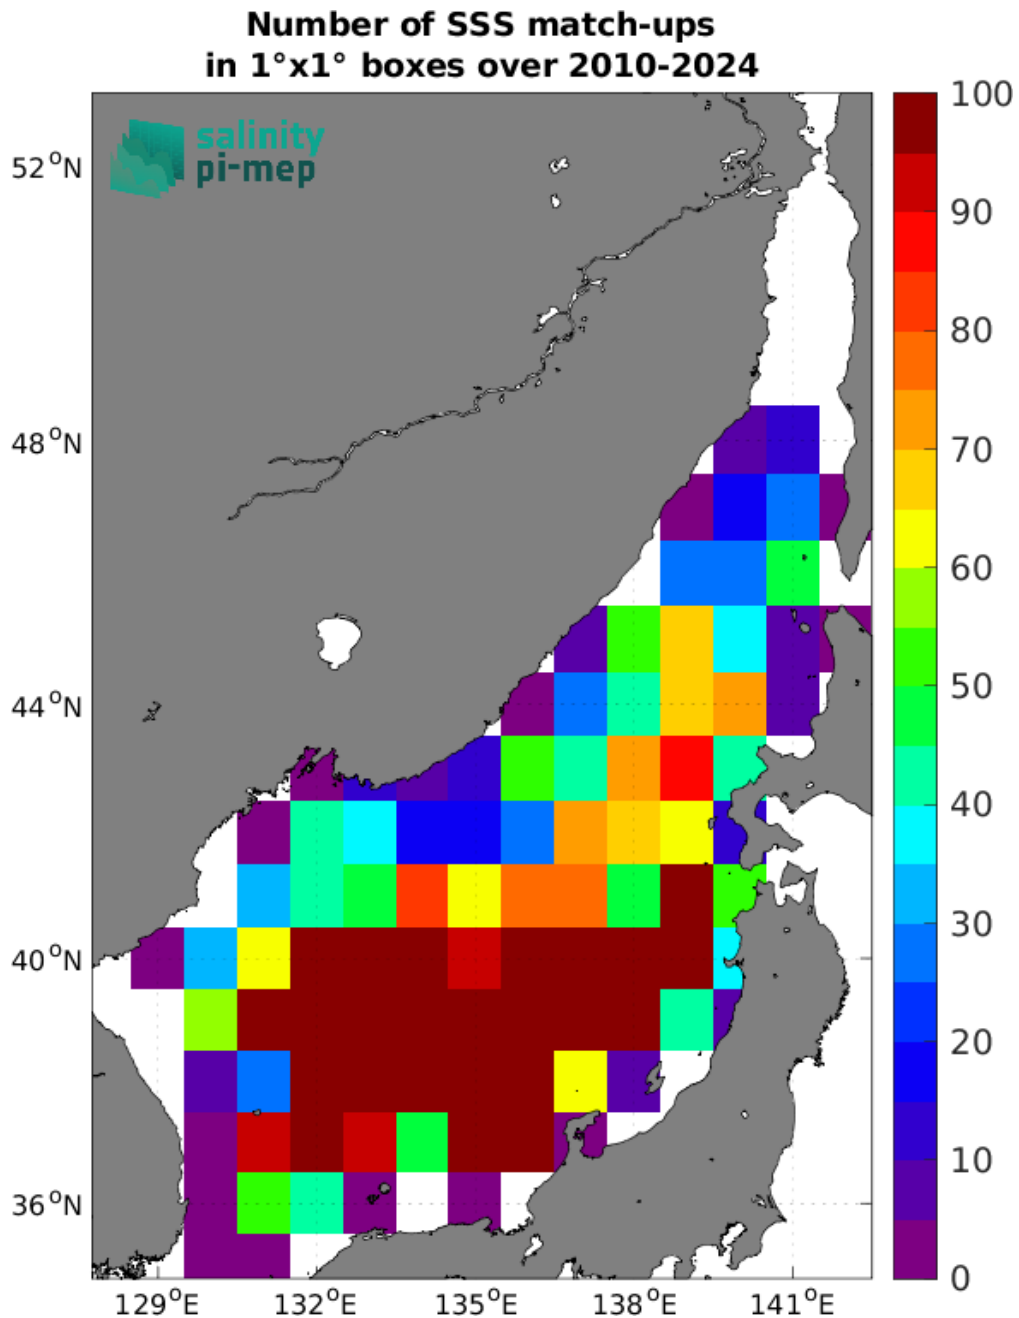 Number of SSS match-ups
in 1°x1° boxes over 2010-2024
salinity
pi-mep
52°N
48°N
44°N
40°N
36°N
129°E
132°E
135°E
138°E
141°E
100
90
80
70
60
50
40
30
20
10
0